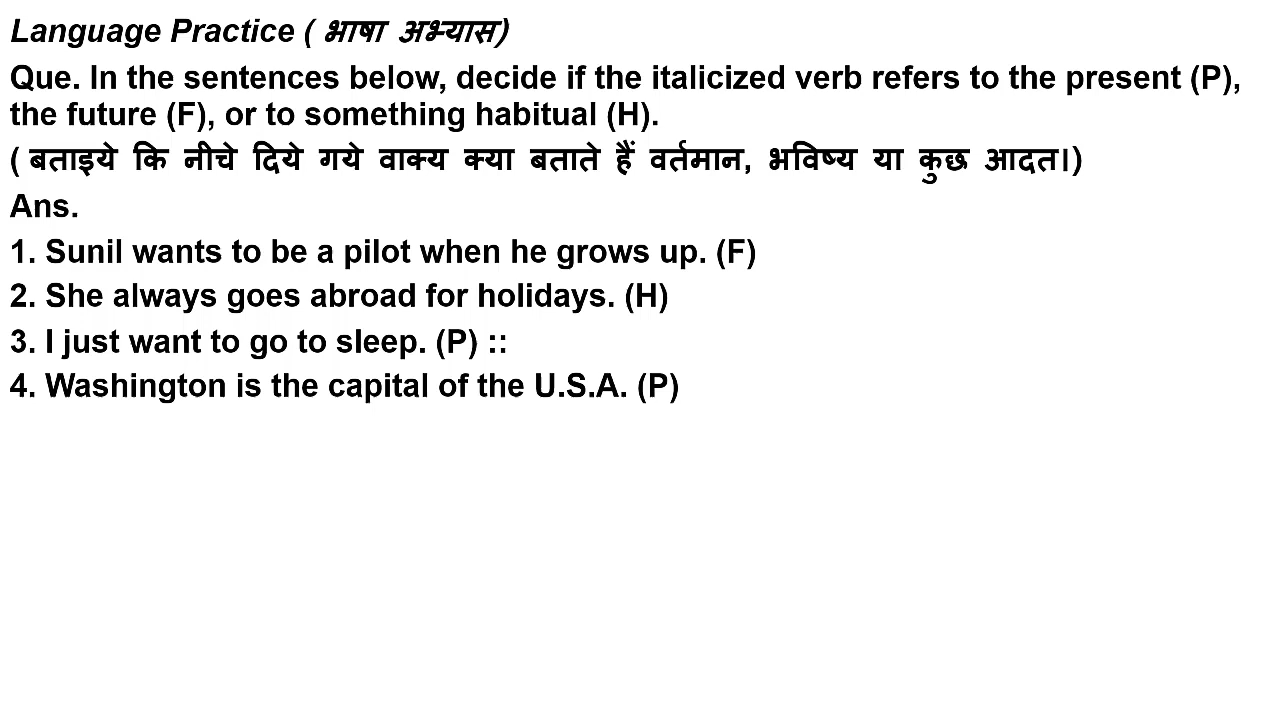 Language Practice ( भाषा अभ्यास)
Que. In the sentences below, decide if the italicized verb refers to the present (P),
the future (F), or to something habitual (H).
( बताइये कि नीचे दिये गये वाक्य क्या बताते हैं वर्तमान, भविष्य या कुछ आदत।)
Ans.
1. Sunil wants to be a pilot when he grows up. (F)
2. She always goes abroad for holidays. (H)
3. I just want to go to sleep. (P) ::
4. Washington is the capital of the U.S.A. (P)